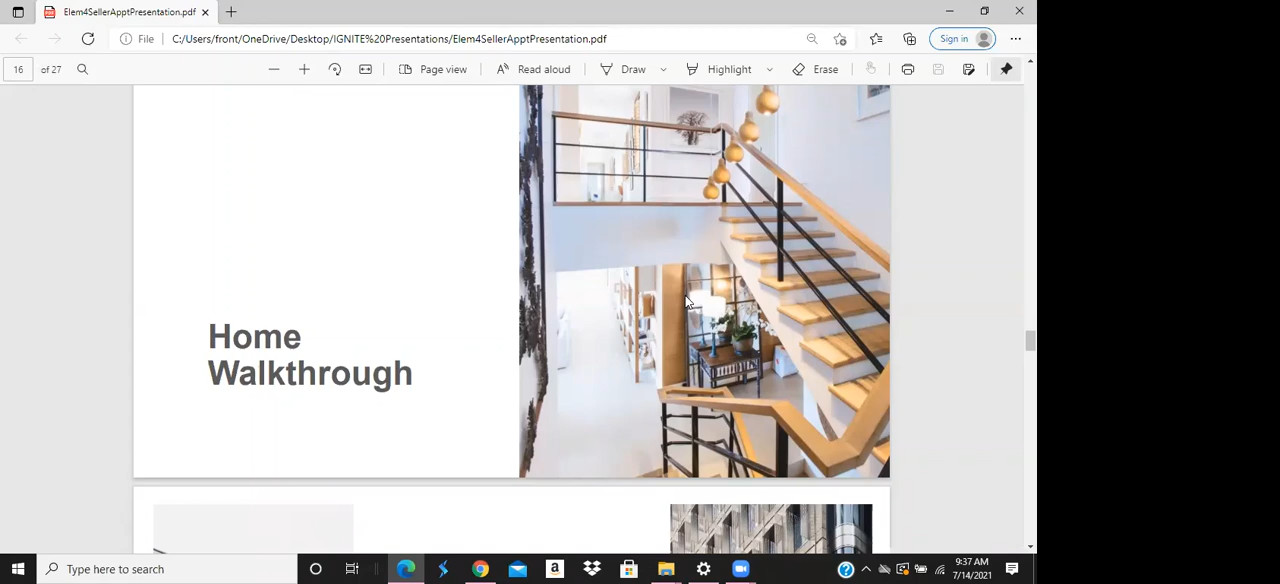 Elem4SellerApptPresentation.pdf
File
C:/Users/front/OneDrive/Desktop/IGNITE%20Presentations/Elem4SellerApptPresentation.pdf
Sign in
16 of 27
Page view
Read aloud
Draw
Highlight
Erase
Home
Walkthrough
Type here to search
9:37 AM
7/14/2021